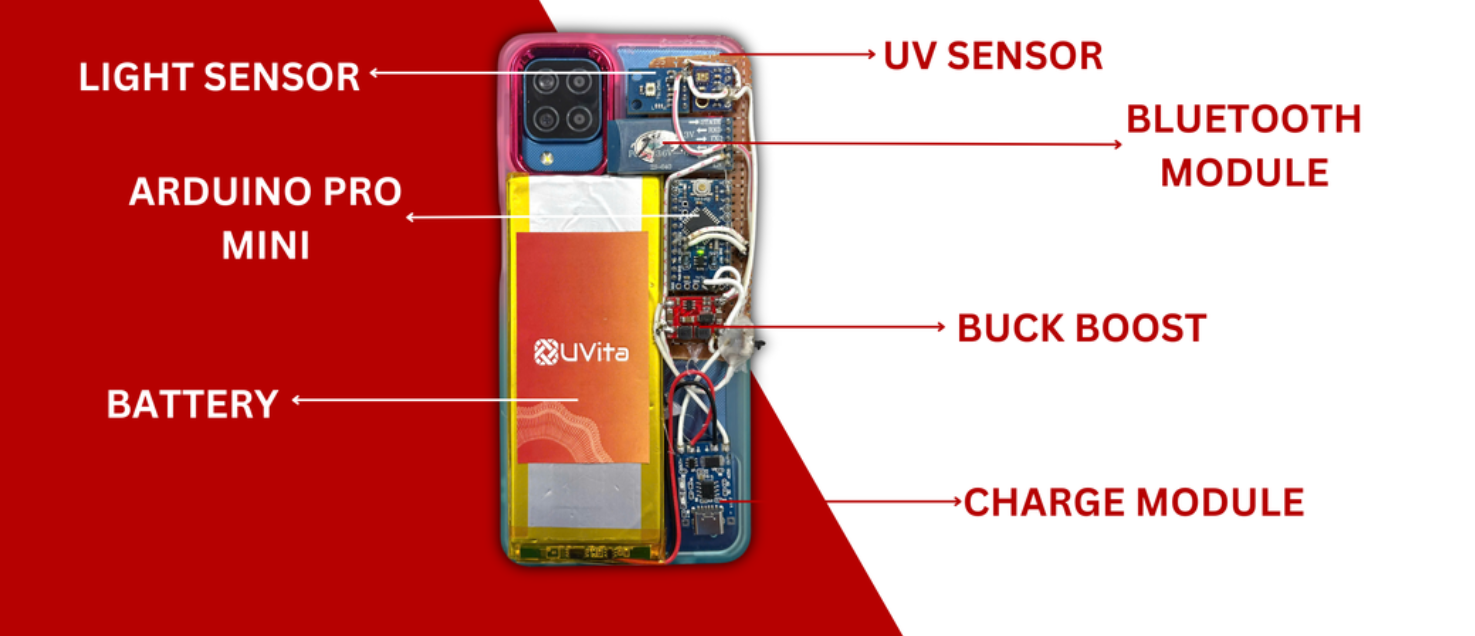 LIGHT SENSOR
UV SENSOR
BLUETOOTH
MODULE
ARDUINO PRO
MINI
BUCK BOOST
UVita
BATTERY
CHARGE MODULE